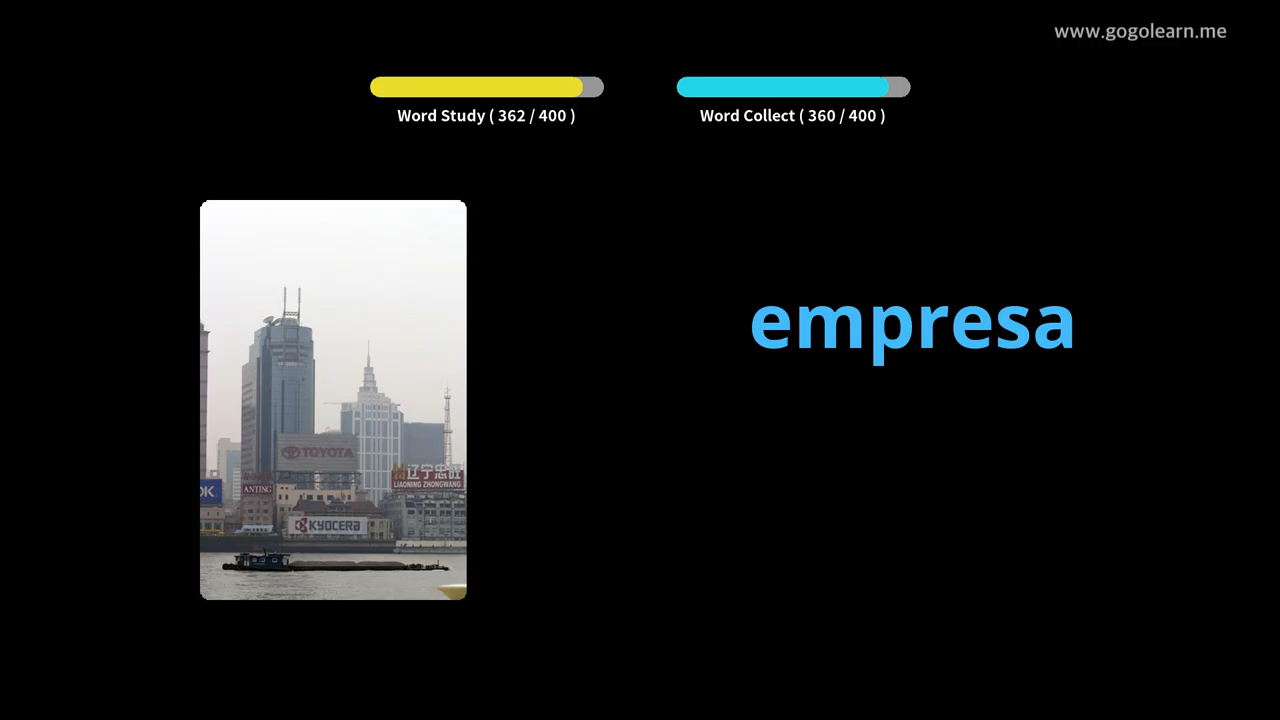 www.gogolearn.me
Word Study ( 362 / 400 )
Word Collect ( 360 / 400 )
empresa
TOYOTA
辽宁忠旺
LIAONING ZHONGWANG
OK
ANTING
KYOCERA